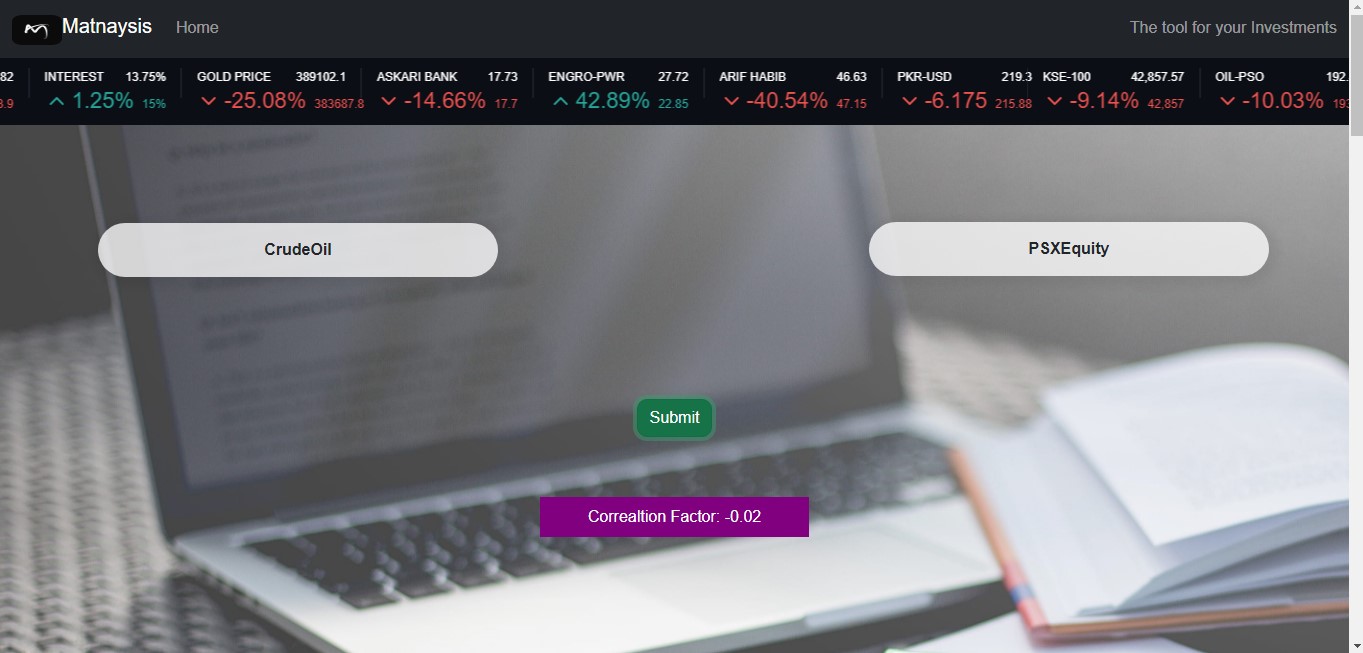 Matnaysis Home The tool for your Investments
82 INTEREST 13.75% GOLD PRICE 389102.1 ASKARI BANK 17.73 ENGRO-PWR 27.72 ARIF HABIB 46.63 PKR-USD 219.3 KSE-100 42,857.57 OIL-PSO 192.
3.9 1.25% 15% -25.08% 383687.8 -14.66% 17.7 42.89% 22.85 -40.54% 47.15 -6.175 215.88 -9.14% 42,857 -10.03% 193
CrudeOil PSXEquity
Submit
Correaltion Factor: -0.02